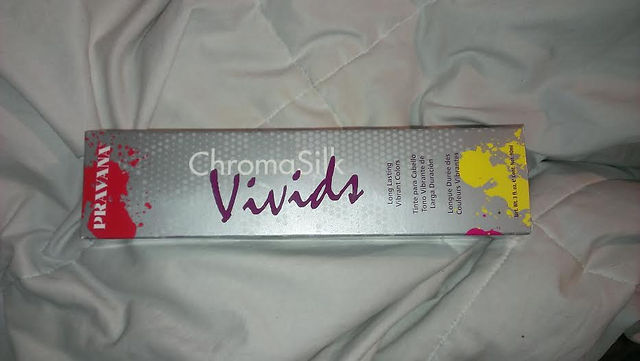 PRAVANA
ChromaSilk
Vivids
Long Lasting
Vibrant Colors
Tinte para Cabello
Tono Vibrante de
Larga Duración
Longue Durée des
Couleurs Vibrantes